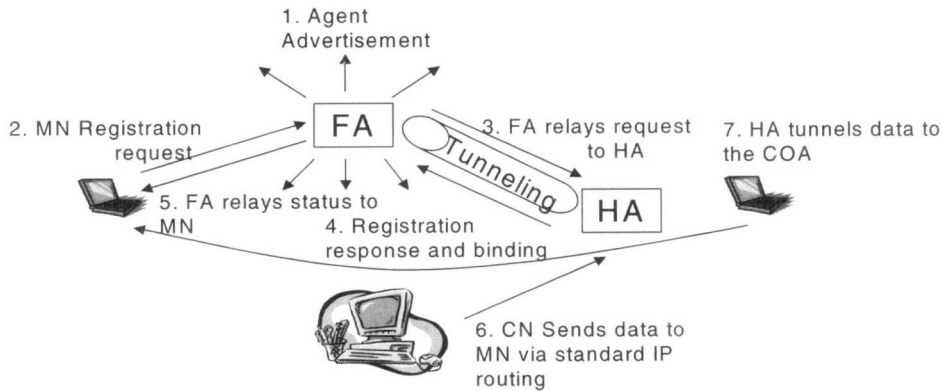 1. Agent
Advertisement
2. MN Registration
request
FA
3. FA relays request
to HA
7. HA tunnels data to
the COA
Tunneling
HA
5. FA relays status to
MN
4. Registration
response and binding
6. CN Sends data to
MN via standard IP
routing